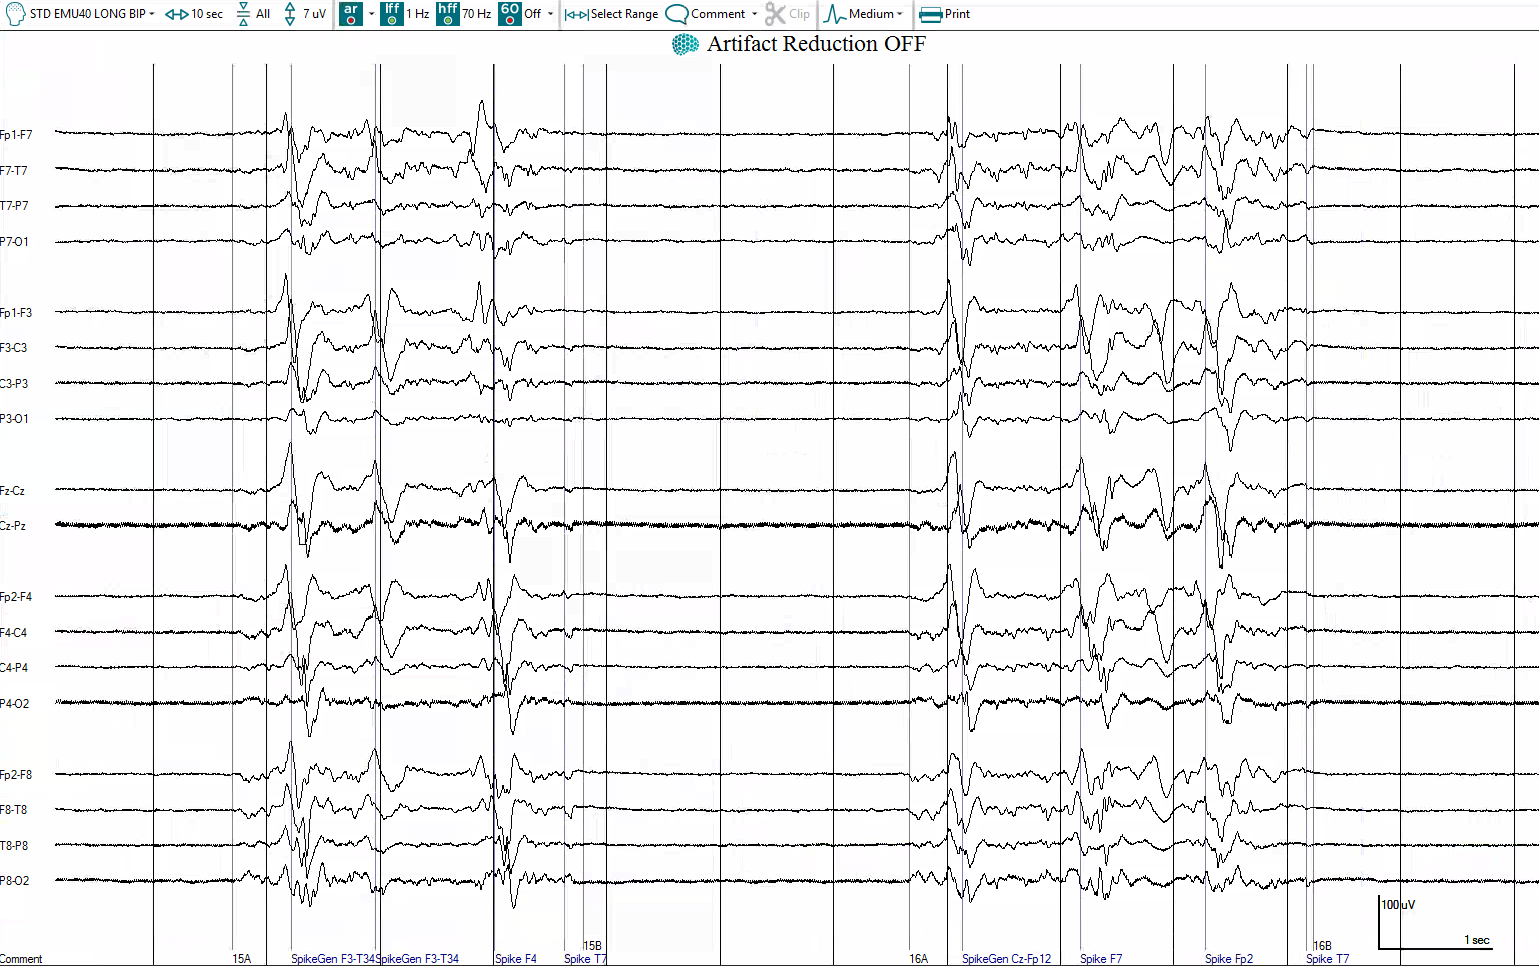 STD EMU40 LONG BIP 10 sec All 7 uV ar lff 1 Hz hff 70 Hz 60 Off Select Range Comment Clip Medium Print
Artifact Reduction OFF
Fp1-F7
F7-T7
T7-P7
P7-O1
Fp1-F3
F3-C3
C3-P3
P3-O1
Fz-Cz
Cz-Pz
Fp2-F4
F4-C4
C4-P4
P4-O2
Fp2-F8
F8-T8
T8-P8
P8-O2
100 uV
1 sec
15B 16B
Comment 15A SpikeGen F3-T34 SpikeGen F3-T34 Spike F4 Spike T7 16A SpikeGen Cz-Fp12 Spike F7 Spike Fp2 Spike T7